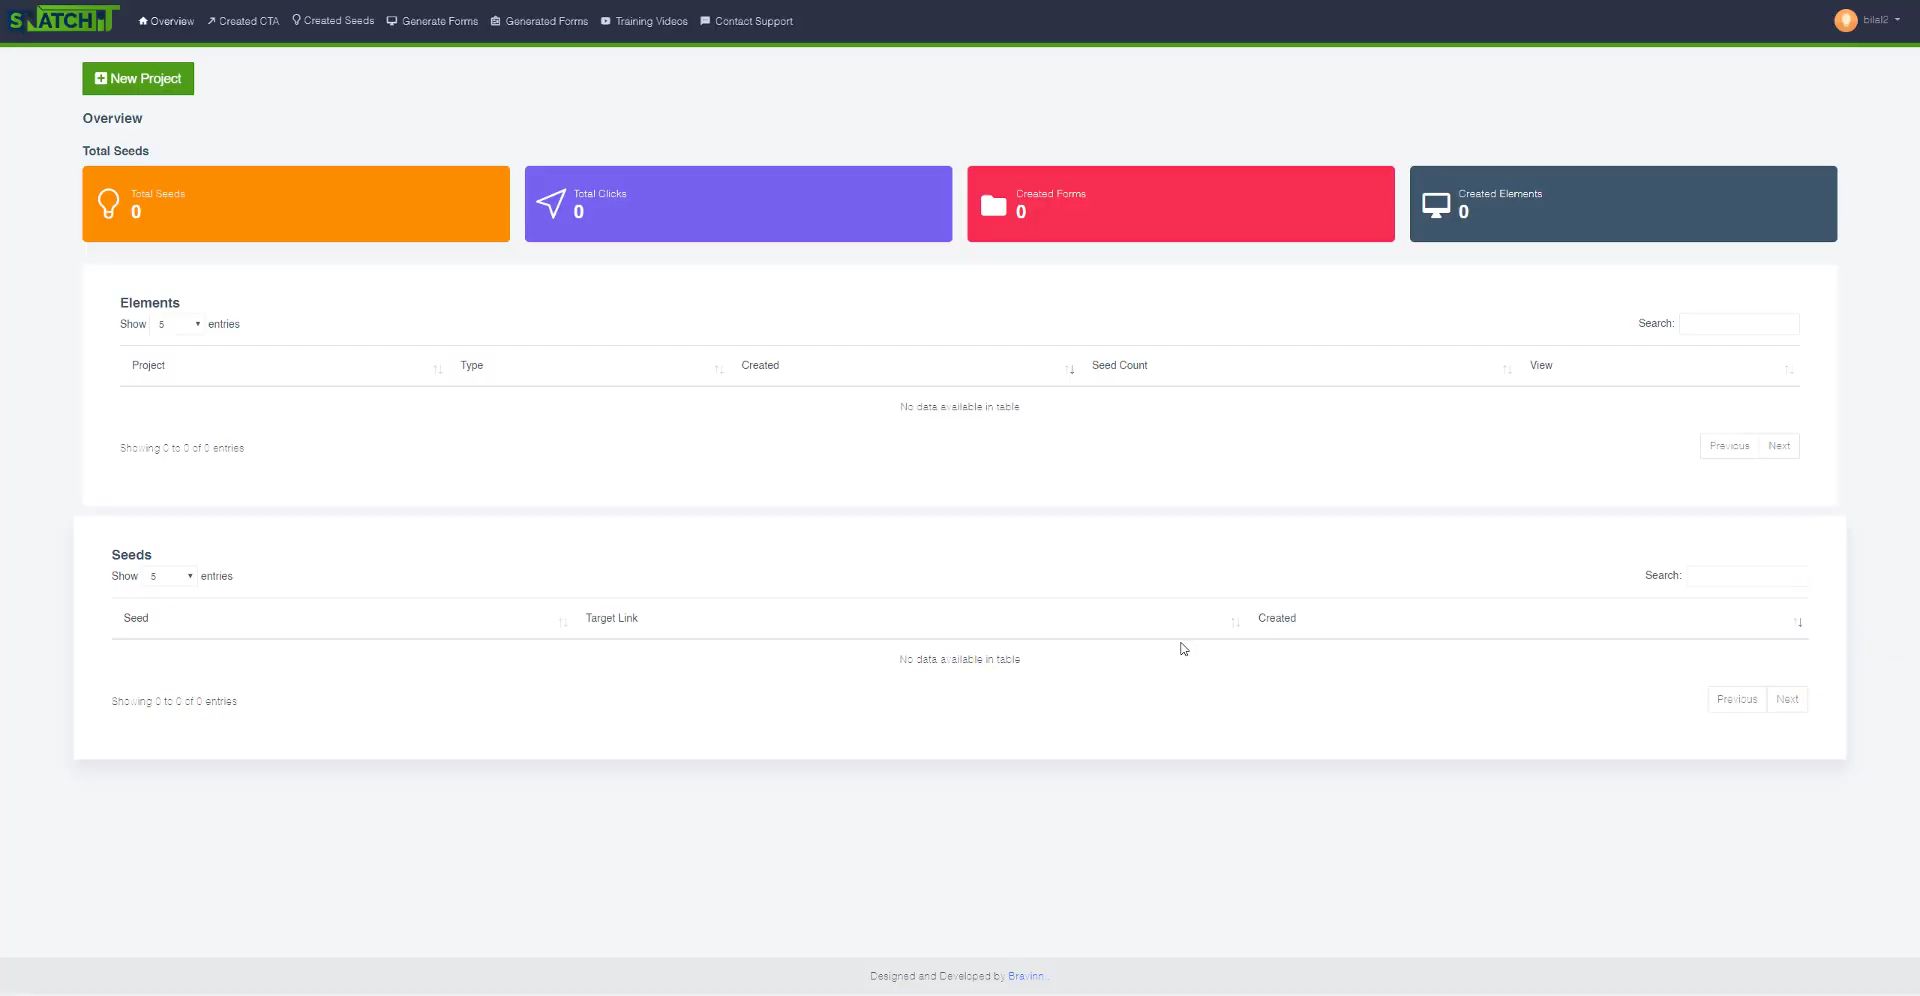 SNATCHIT Overview Created CTA Created Seeds Generate Forms Generated Forms Training Videos Contact Support bilal2
New Project
Overview
Total Seeds
Total Seeds
0
Total Clicks
0
Created Forms
0
Created Elements
0
Elements
Show 5 entries
Search:
Project Type Created Seed Count View
No data available in table
Showing 0 to 0 of 0 entries
Previous Next
Seeds
Show 5 entries
Search:
Seed Target Link Created
No data available in table
Showing 0 to 0 of 0 entries
Previous Next
Designed and Developed by Bravinn.